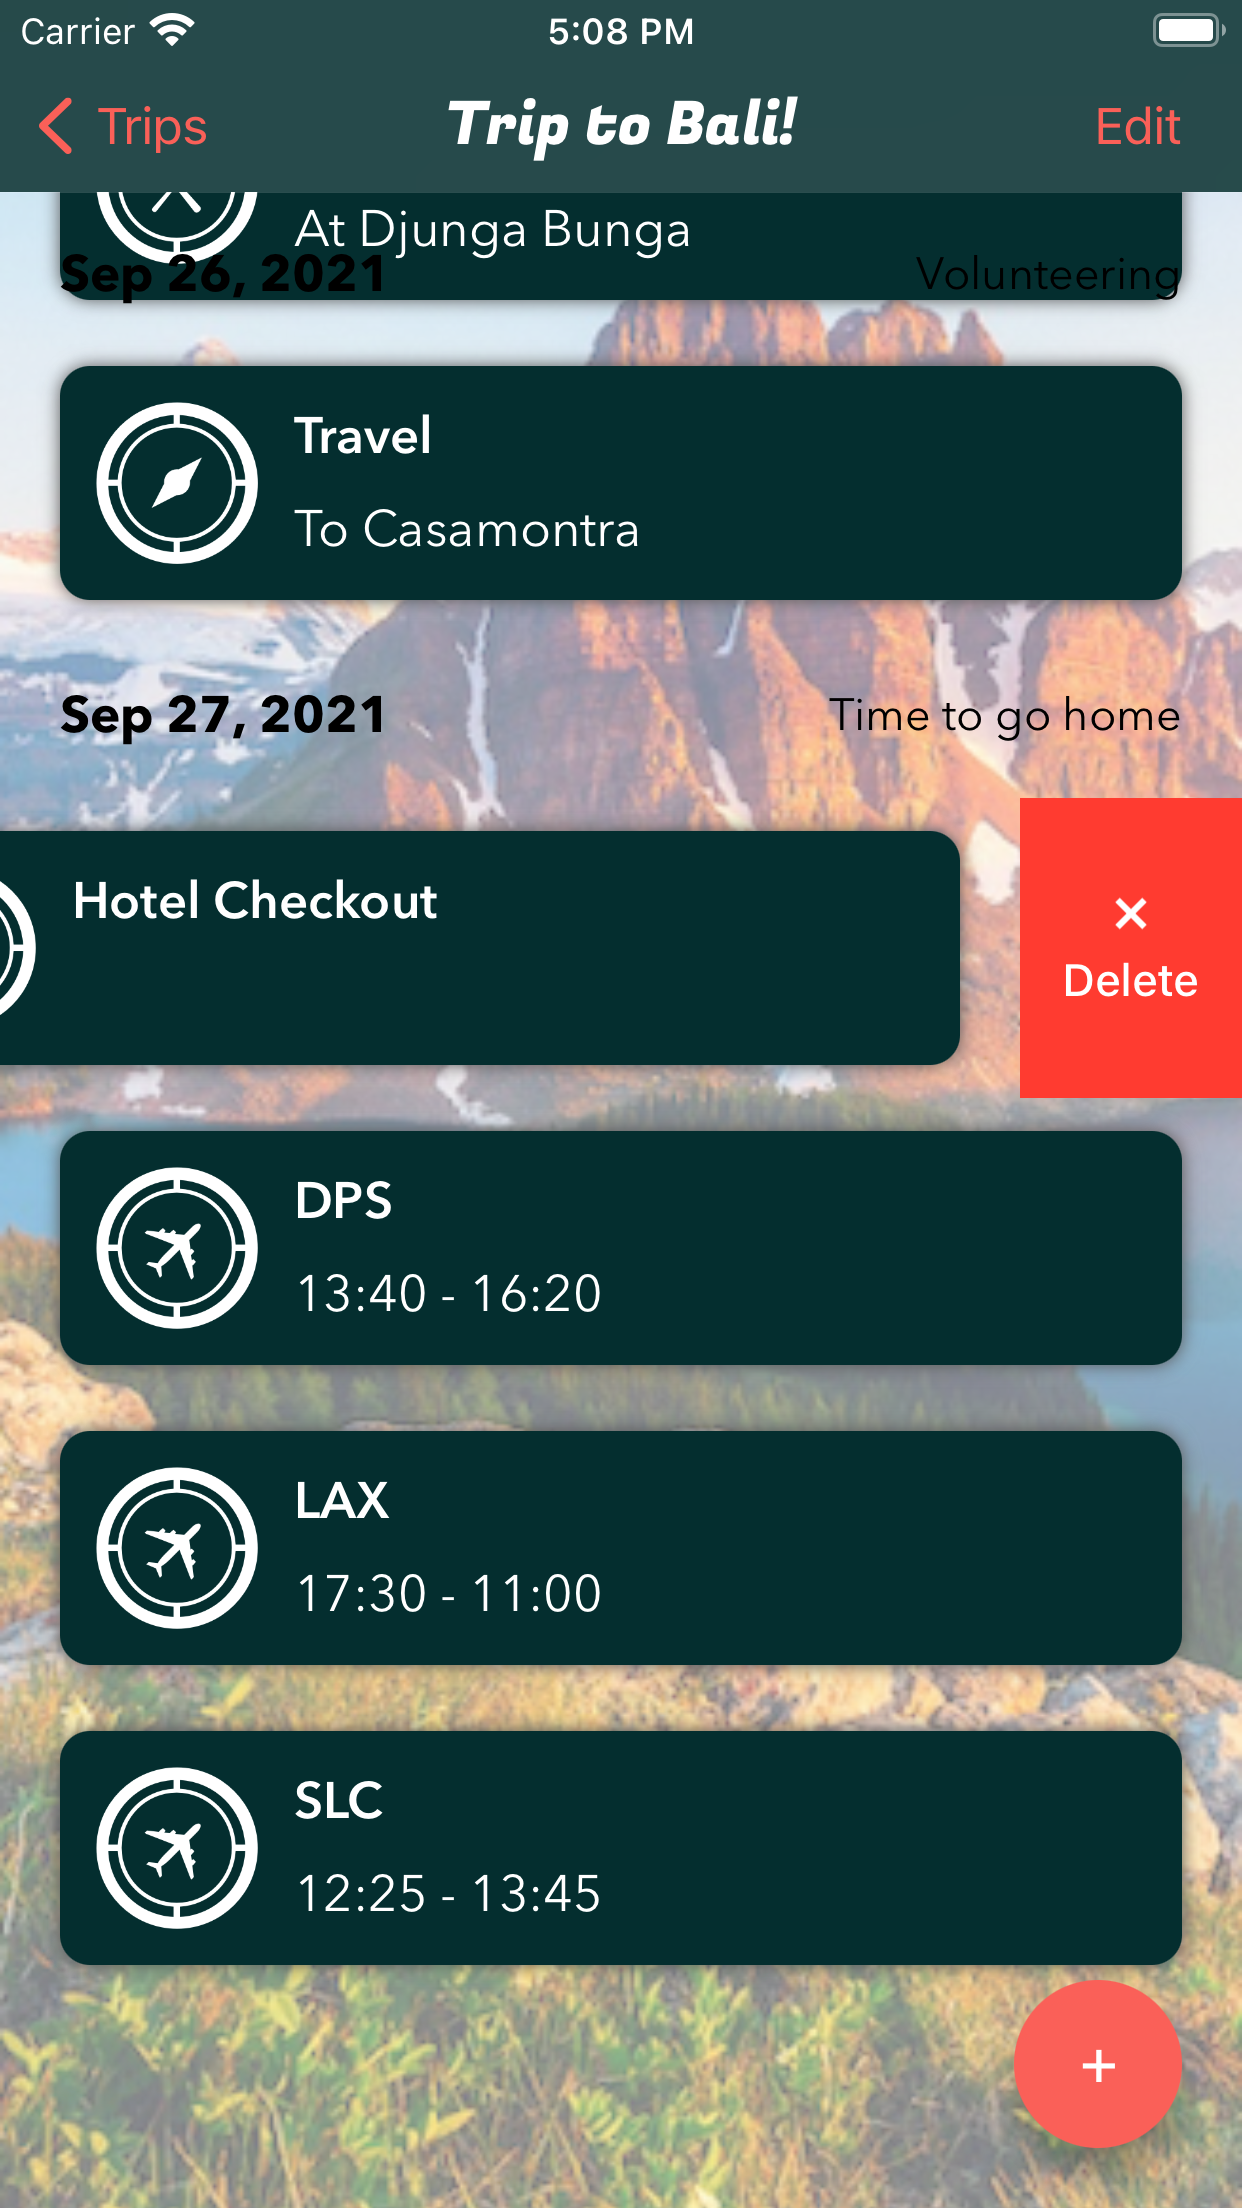 Carrier 5:08 PM
Trips Trip to Bali! Edit
At Djunga Bunga
Sep 26, 2021 Volunteering
Travel
To Casamontra
Sep 27, 2021 Time to go home
Hotel Checkout
× Delete
DPS
13:40 - 16:20
LAX
17:30 - 11:00
SLC
12:25 - 13:45
+